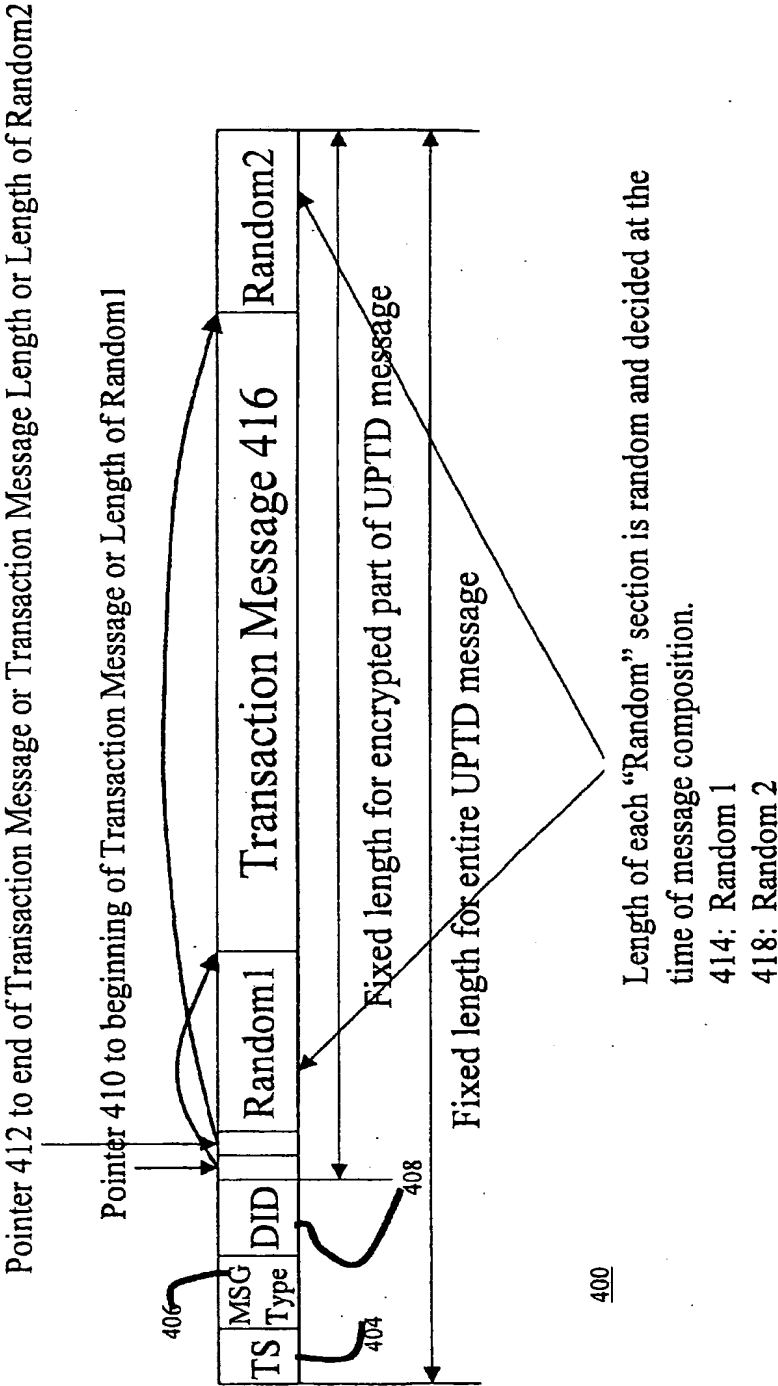 Pointer 412 to end of Transaction Message or Transaction Message Length or Length of Random2
Pointer 410 to beginning of Transaction Message or Length of Random1
406
TS
MSG
Type
DID
Random1
Transaction Message 416
Random2
404
408
Fixed length for encrypted part of UPTD message
Fixed length for entire UPTD message
400
Length of each “Random” section is random and decided at the
time of message composition.
414: Random 1
418: Random 2